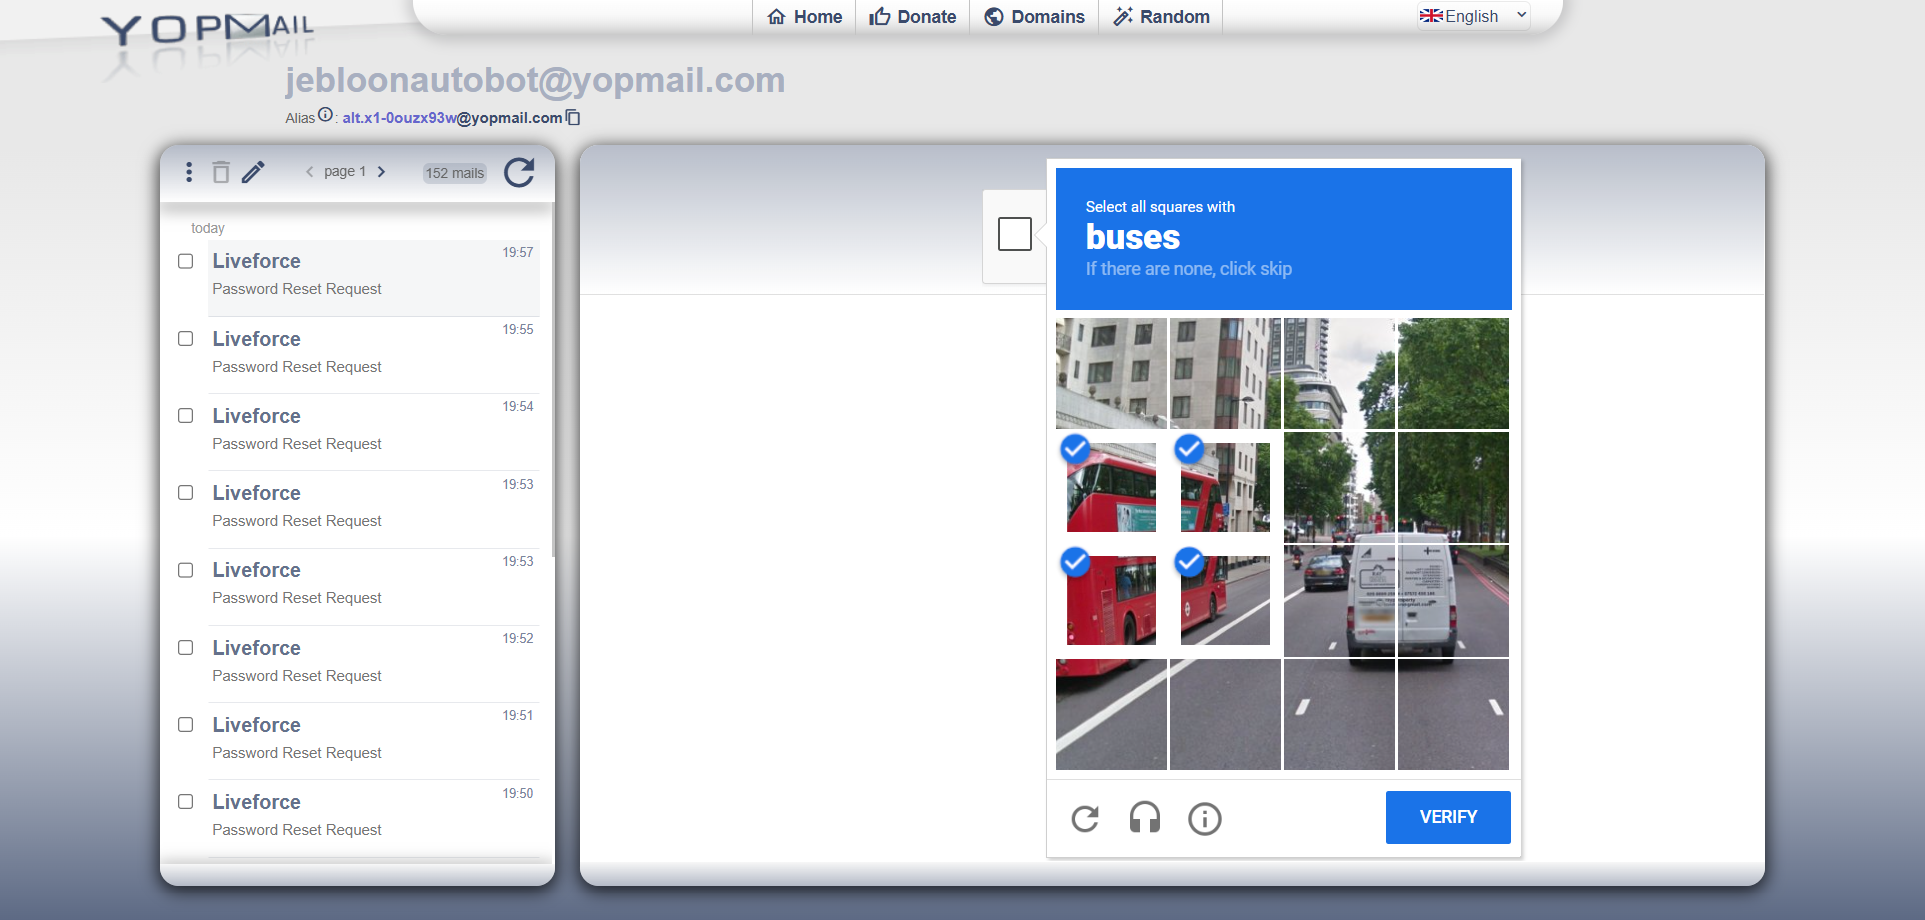 YOPMAIL
Home
Donate
Domains
Random
English
jebloonautobot@yopmail.com
Alias : alt.x1-0ouzx93w@yopmail.com
page 1
152 mails
today
Liveforce 19:57
Password Reset Request
Liveforce 19:55
Password Reset Request
Liveforce 19:54
Password Reset Request
Liveforce 19:53
Password Reset Request
Liveforce 19:53
Password Reset Request
Liveforce 19:52
Password Reset Request
Liveforce 19:51
Password Reset Request
Liveforce 19:50
Password Reset Request
Select all squares with
buses
If there are none, click skip
VERIFY